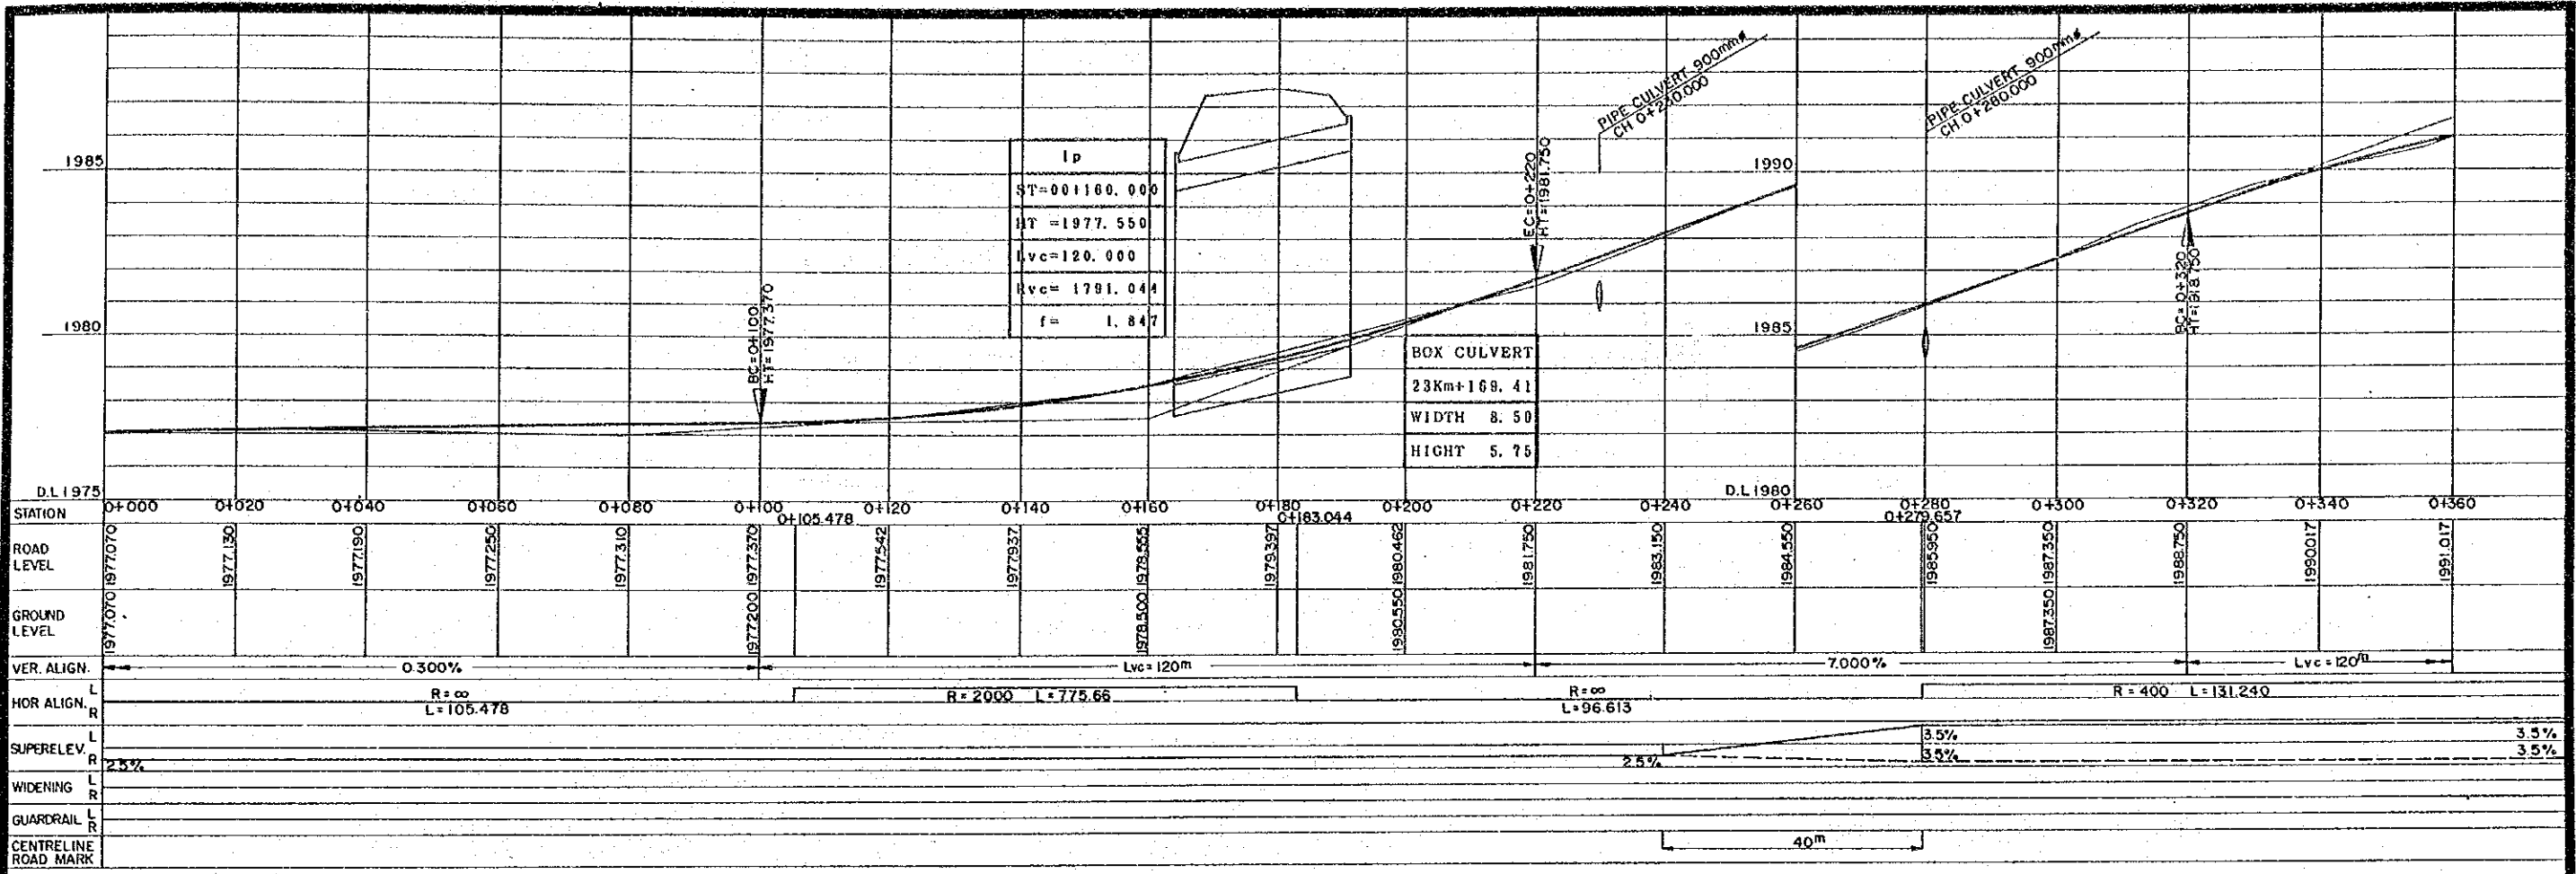 PIPE CULVERT 900mmø
CH 0+230.000
PIPE CULVERT 900mmø
CH.0+280.000
1985
1980
D.L 1975
1990
1985
D.L 1980
Ip
ST=001160. 000
HT =1977. 550
Lvc=120. 000
Rvc= 1791. 044
f= 1, 847
BC=0+100
HT=1977.370
EC=0+220
HT=1981.750
BC=0+320
BOX CULVERT
23Km+169. 41
WIDTH 8. 50
HIGHT 5. 75
STATION 0+000 0+020 0+040 0+060 0+080 0+100 0+120 0+140 0+160 0+180 0+200 0+220 0+240 0+260 0+280 0+300 0+320 0+340 0+360
0+105.478 0+183.044 0+279.657
ROAD LEVEL 1977.070 1977.130 1977.190 1977.250 1977.310 1977.370 1977.542 1977.937 1978.555 1979.397 1980.462 1981.750 1983.150 1984.550 1985.950 1987.350 1988.750 1990.017 1991.017
GROUND LEVEL 1977.070 1977.200 1978.500 1980.550 1987.350
VER. ALIGN. 0.300% Lvc=120m 7.000% Lvc=120m
HOR ALIGN. L R
R=∞
L=105.478
R=2000 L=775.66
R=∞
L=96.613
R=400 L=131.240
SUPERELEV. L R
3.5% 3.5%
2.5% 2.5% 3.5% 3.5%
WIDENING L R
GUARDRAIL L R
CENTRELINE ROAD MARK 40m